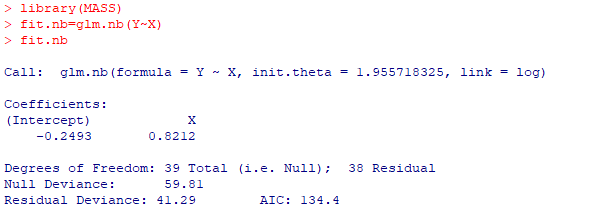 > library(MASS)
> fit.nb=glm.nb(Y~X)
> fit.nb
Call:  glm.nb(formula = Y ~ X, init.theta = 1.955718325, link = log)
Coefficients:
(Intercept)            X
    -0.2493       0.8212
Degrees of Freedom: 39 Total (i.e. Null);  38 Residual
Null Deviance:      59.81
Residual Deviance: 41.29        AIC: 134.4